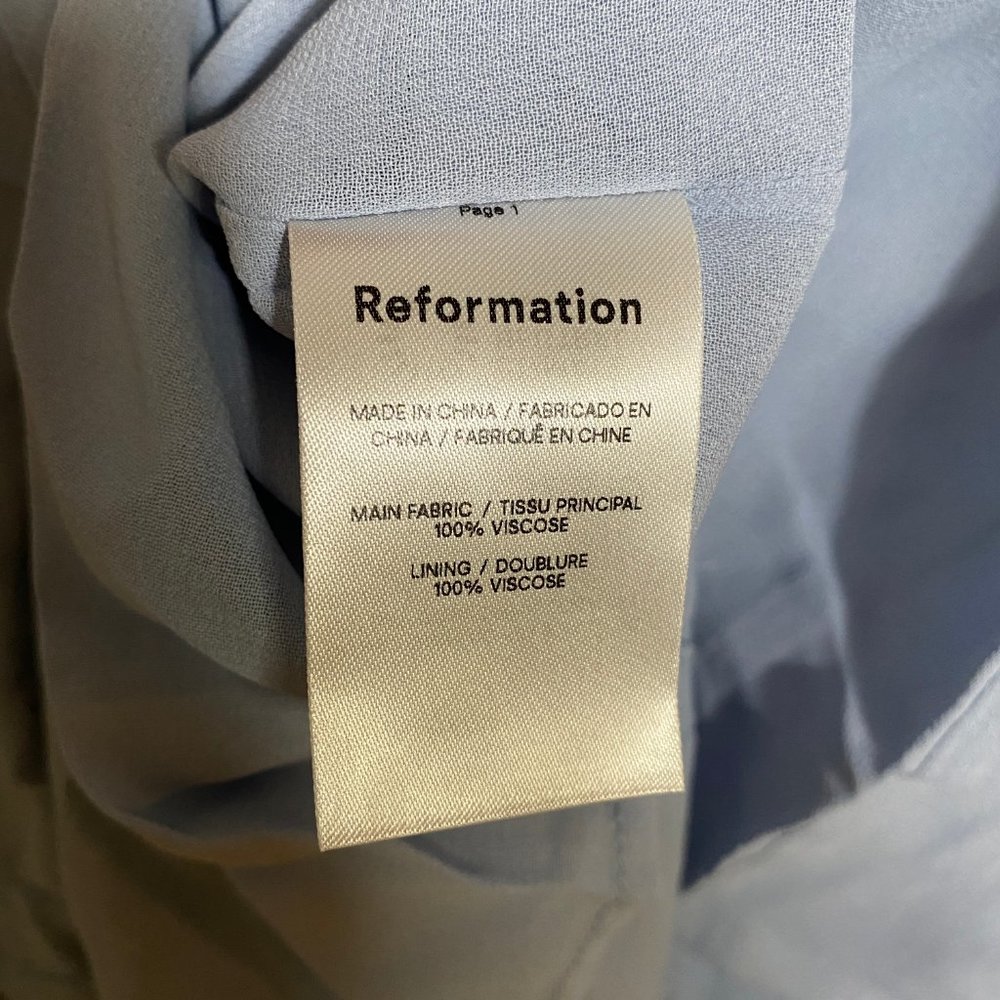 Page 1
Reformation
MADE IN CHINA / FABRICADO EN
CHINA / FABRIQUÉ EN CHINE
MAIN FABRIC / TISSU PRINCIPAL
100% VISCOSE
LINING / DOUBLURE
100% VISCOSE